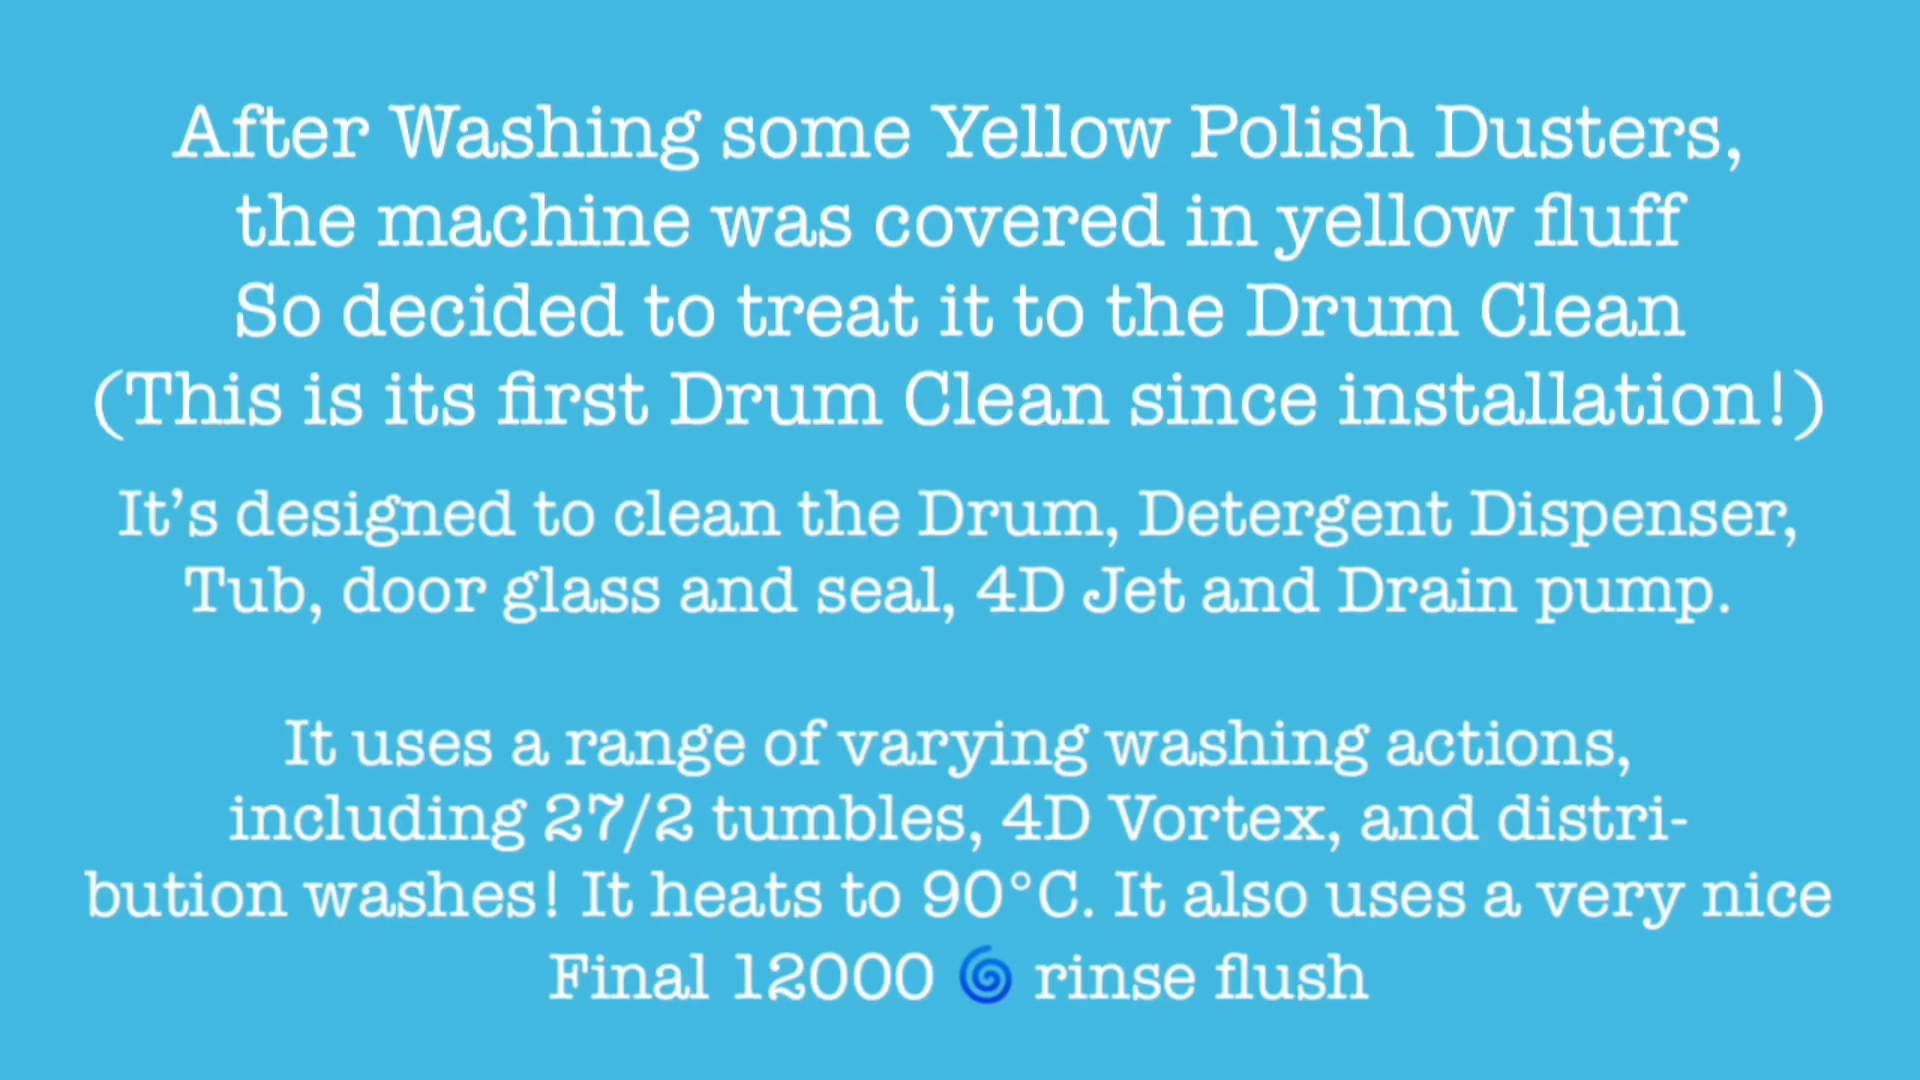 After Washing some Yellow Polish Dusters,
the machine was covered in yellow fluff
So decided to treat it to the Drum Clean
(This is its first Drum Clean since installation!)
It’s designed to clean the Drum, Detergent Dispenser,
Tub, door glass and seal, 4D Jet and Drain pump.
It uses a range of varying washing actions,
including 27/2 tumbles, 4D Vortex, and distri-
bution washes! It heats to 90°C. It also uses a very nice
Final 12000 🌀 rinse flush